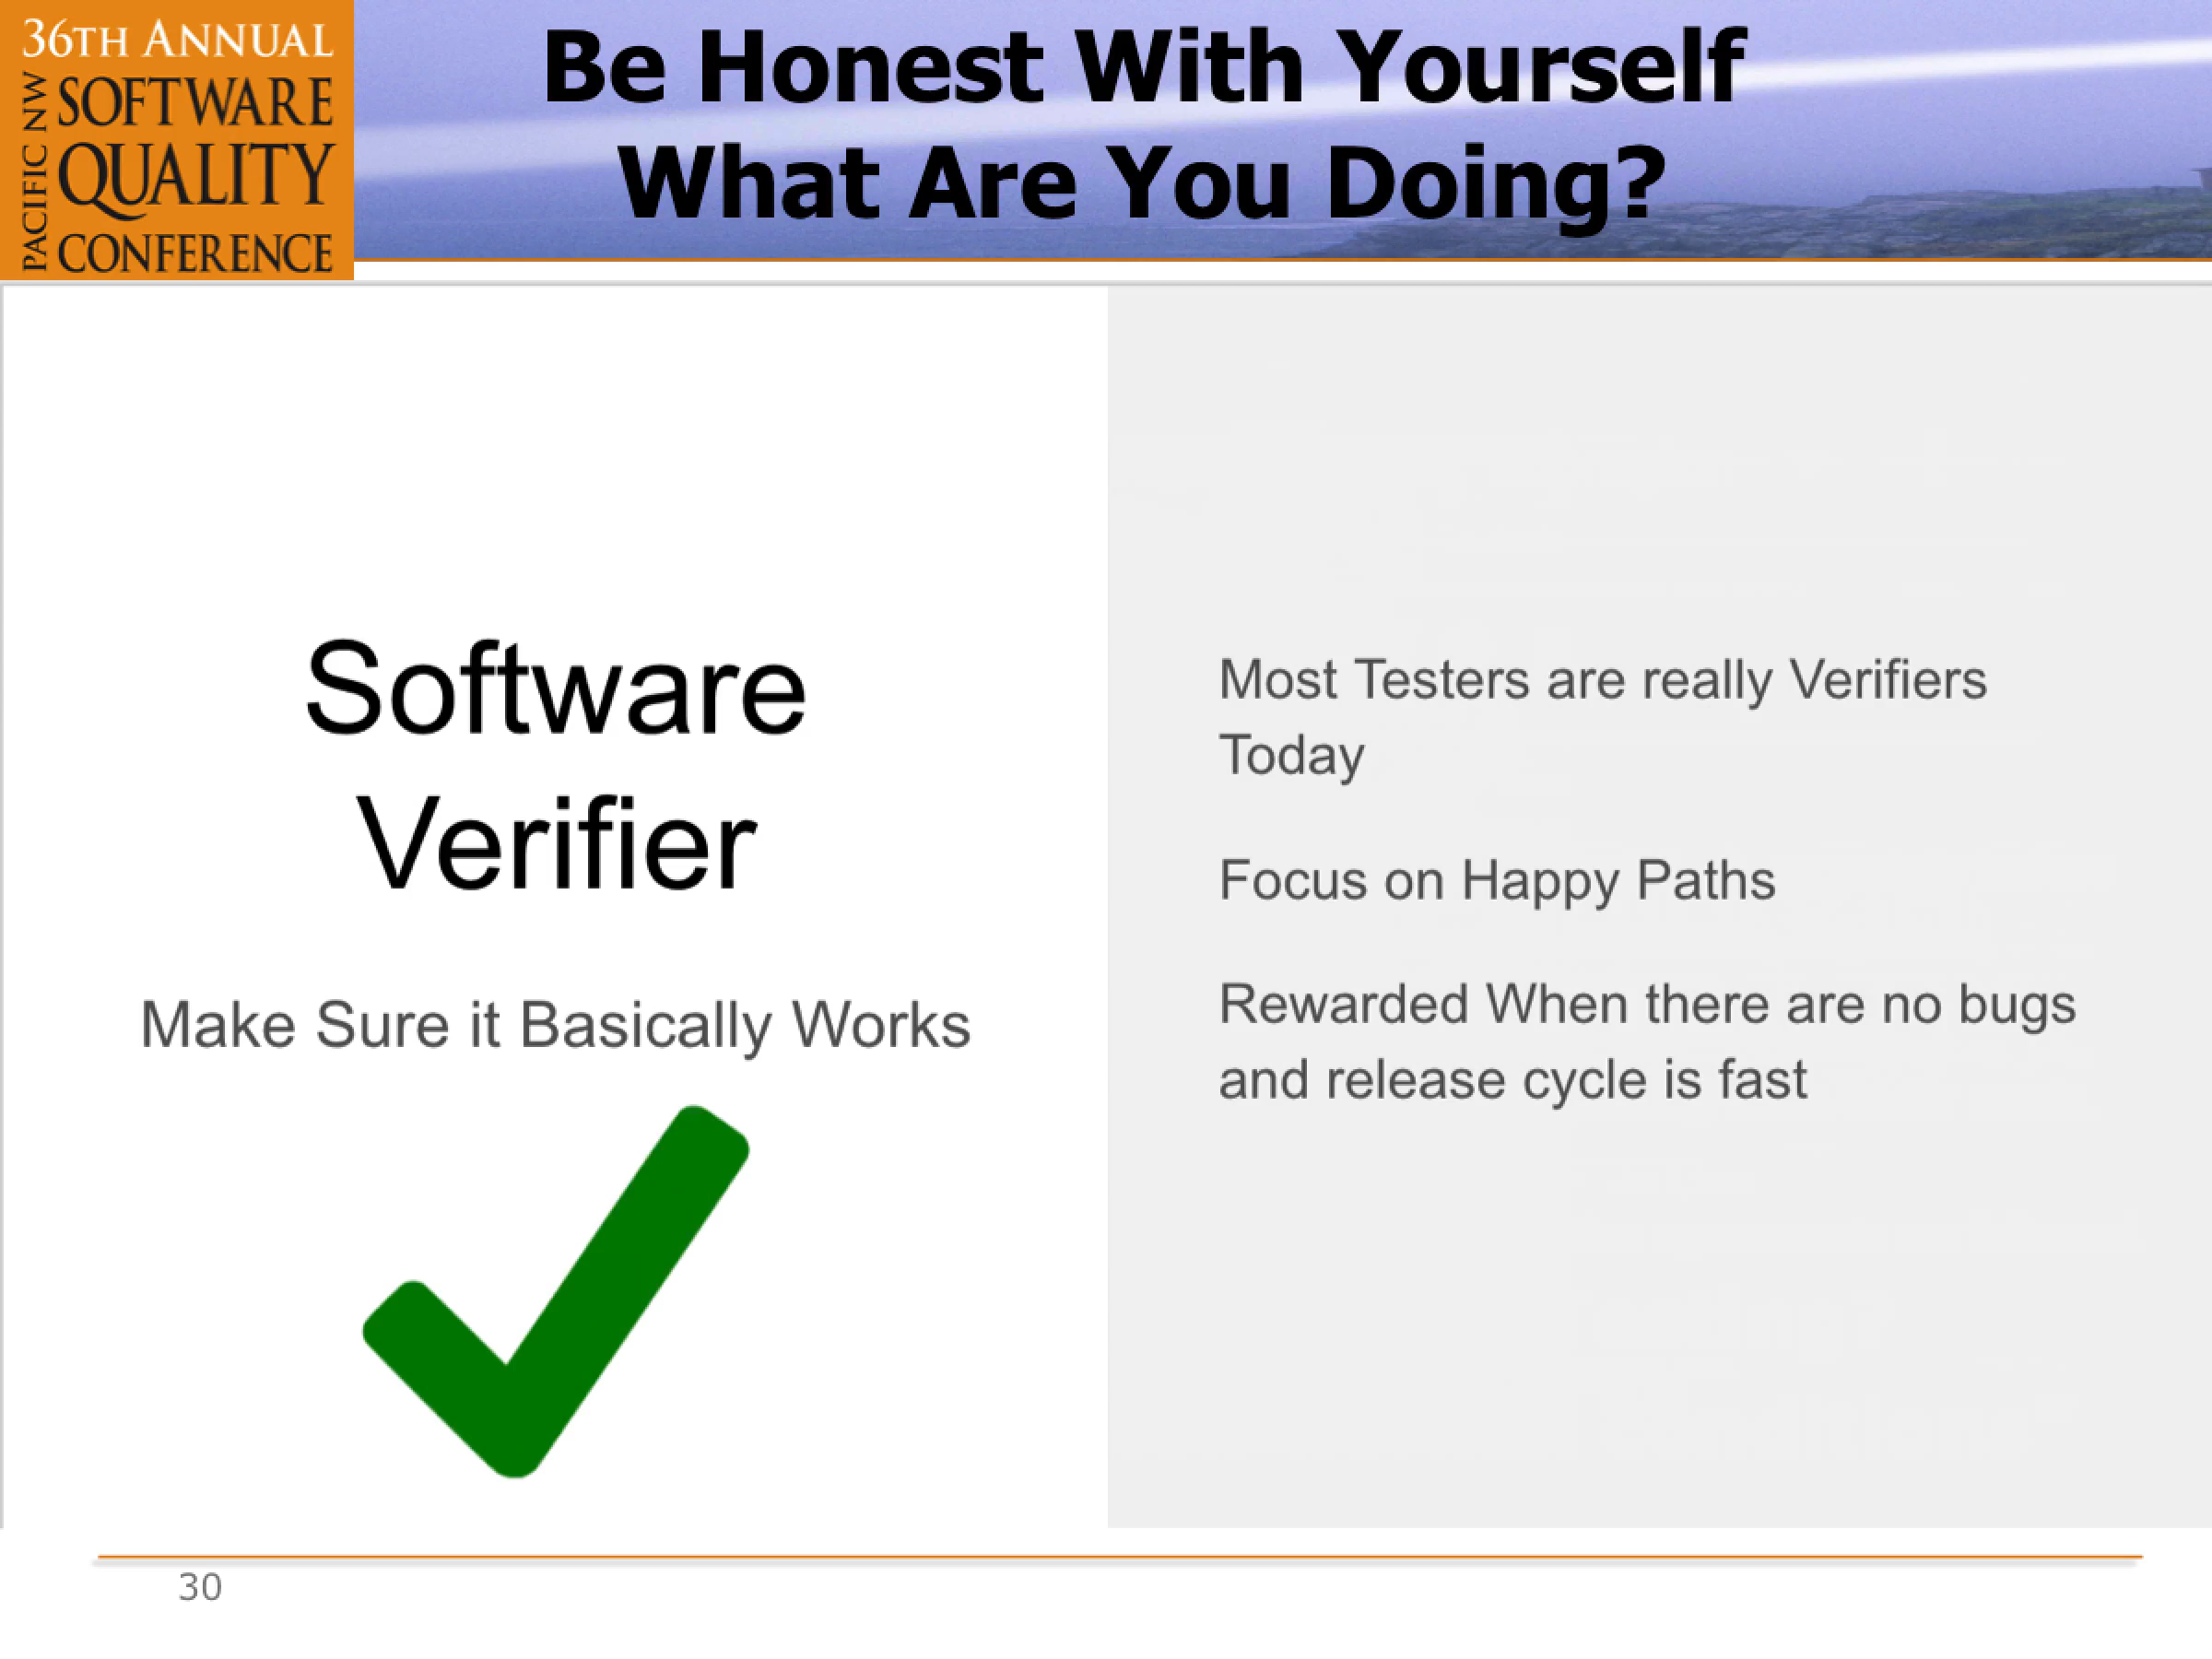 36TH ANNUAL
PACIFIC NW
SOFTWARE
QUALITY
CONFERENCE
Be Honest With Yourself
What Are You Doing?
Software
Verifier
Make Sure it Basically Works
Most Testers are really Verifiers
Today
Focus on Happy Paths
Rewarded When there are no bugs
and release cycle is fast
30